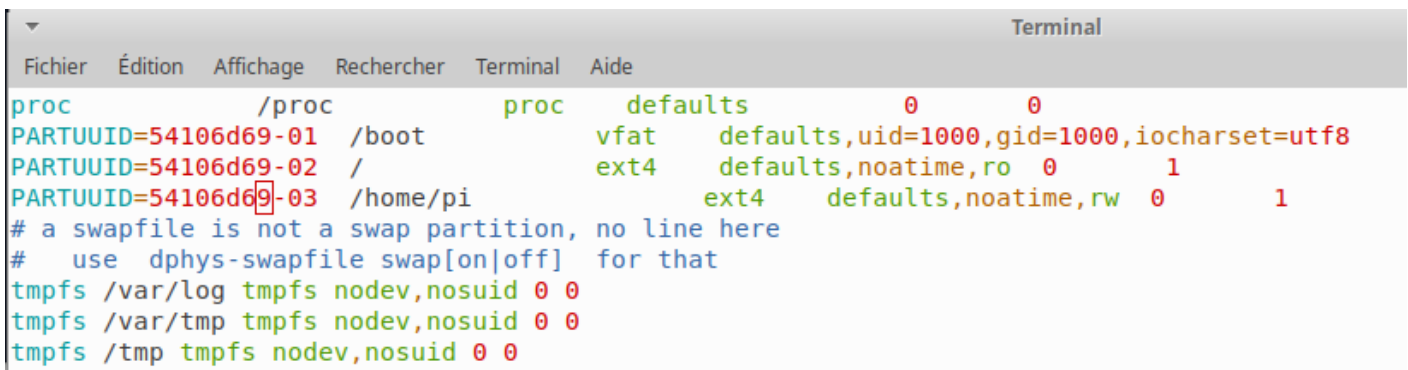 Terminal
Fichier Édition Affichage Rechercher Terminal Aide
proc /proc proc defaults 0 0
PARTUUID=54106d69-01 /boot vfat defaults,uid=1000,gid=1000,iocharset=utf8
PARTUUID=54106d69-02 / ext4 defaults,noatime,ro 0 1
PARTUUID=54106d69-03 /home/pi ext4 defaults,noatime,rw 0 1
# a swapfile is not a swap partition, no line here
# use dphys-swapfile swap[on|off] for that
tmpfs /var/log tmpfs nodev,nosuid 0 0
tmpfs /var/tmp tmpfs nodev,nosuid 0 0
tmpfs /tmp tmpfs nodev,nosuid 0 0